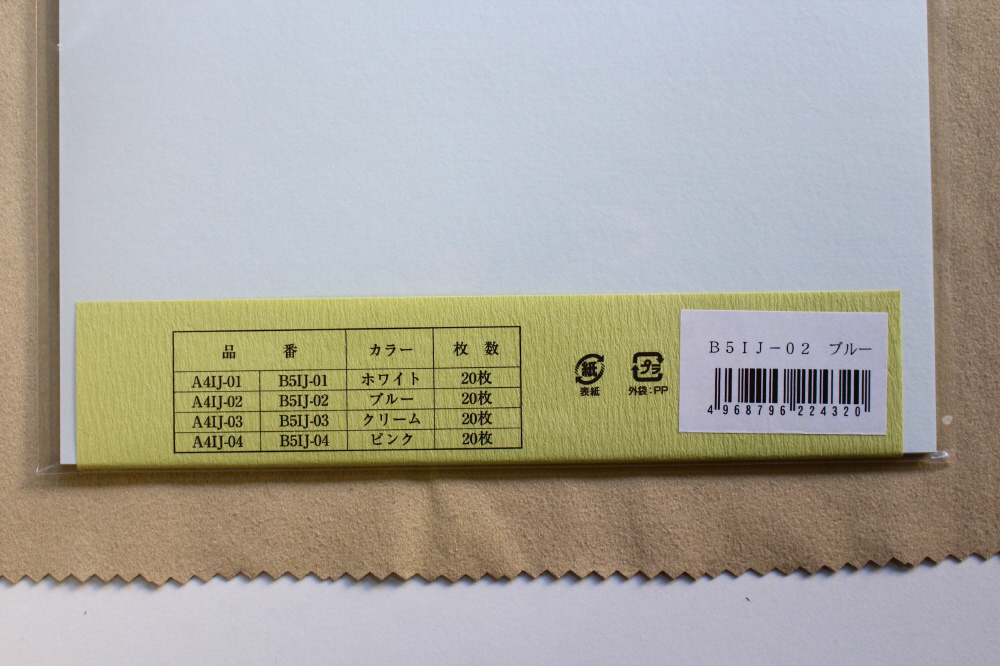 品 番 カラー 枚 数
A4IJ-01 B5IJ-01 ホワイト 20枚
A4IJ-02 B5IJ-02 ブルー 20枚
A4IJ-03 B5IJ-03 クリーム 20枚
A4IJ-04 B5IJ-04 ピンク 20枚
紙
表紙
プラ
外袋:PP
B5IJ-02 ブルー
4 968796 224320